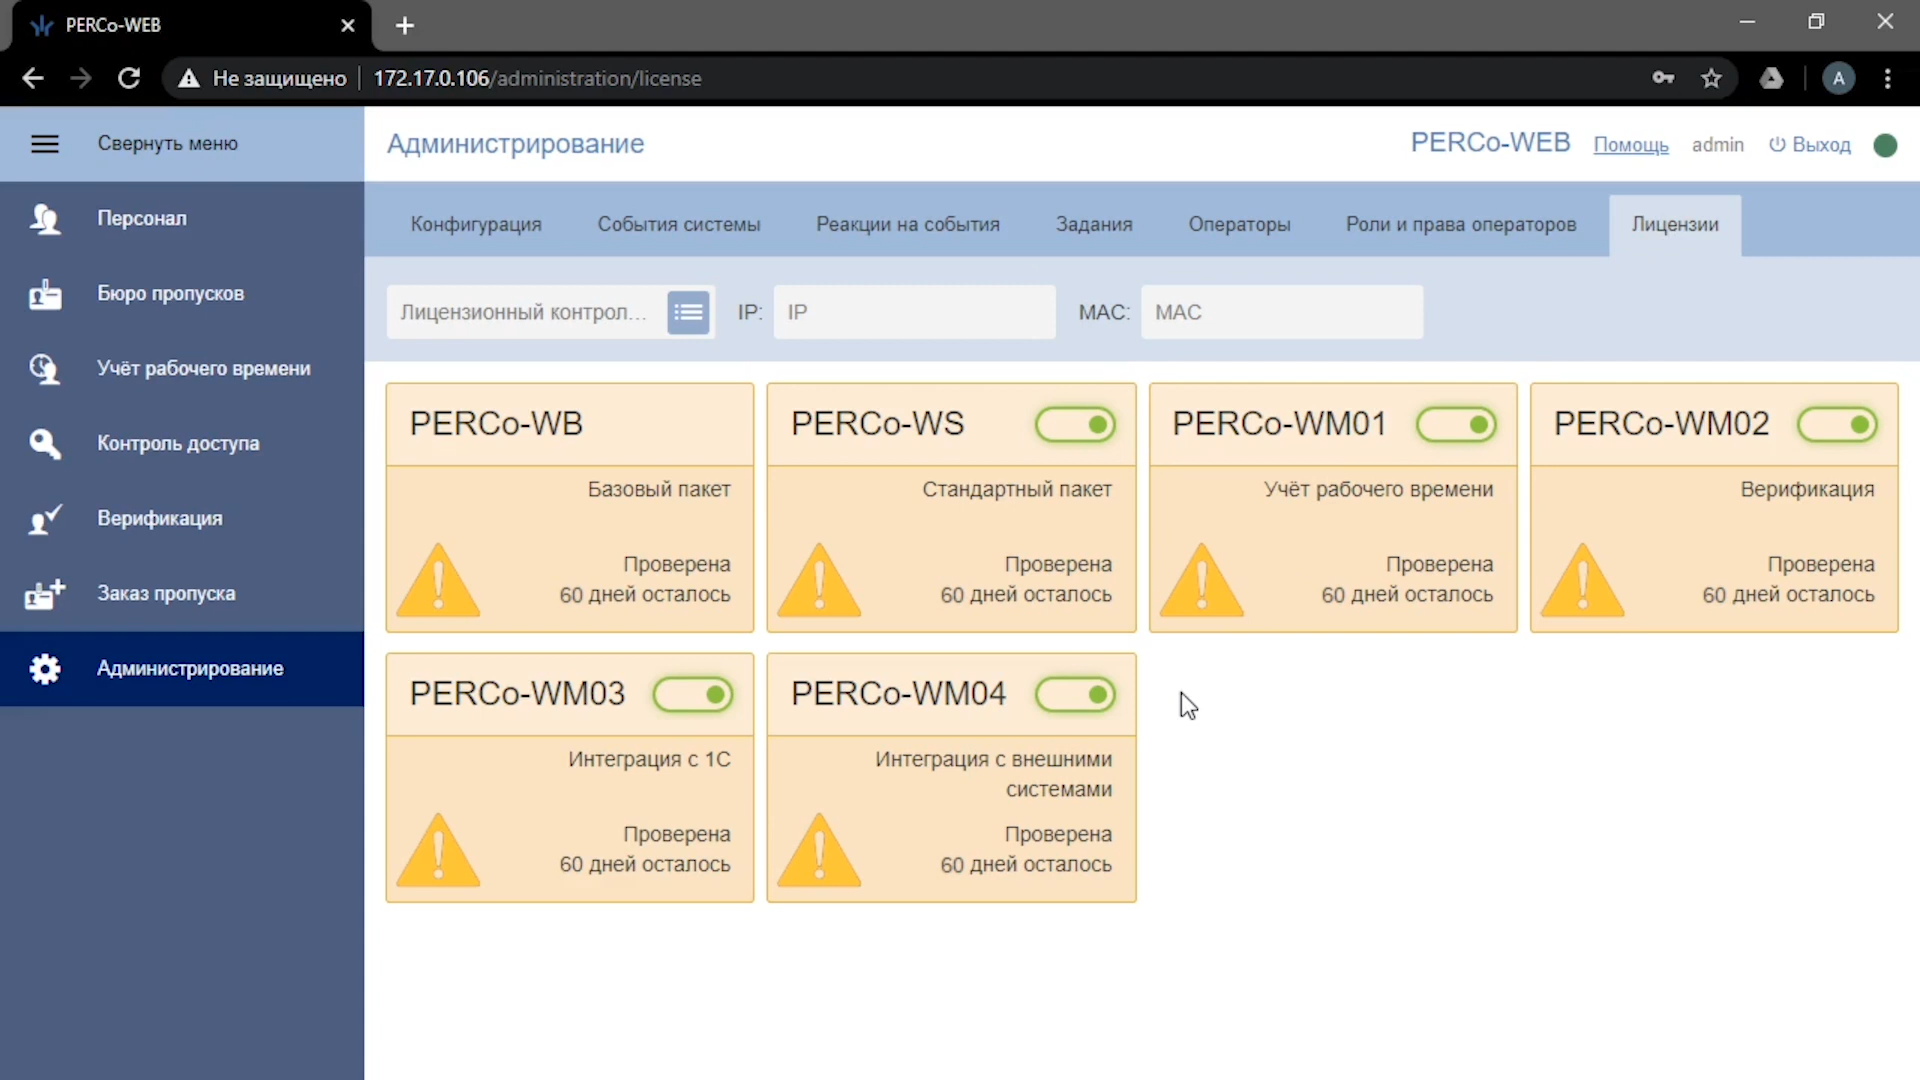 PERCo-WEB
Не защищено
172.17.0.106/administration/license
A
Свернуть меню
Администрирование
PERCo-WEB
Помощь
admin
Выход
Персонал
Бюро пропусков
Учёт рабочего времени
Контроль доступа
Верификация
Заказ пропуска
Администрирование
Конфигурация
События системы
Реакции на события
Задания
Операторы
Роли и права операторов
Лицензии
Лицензионный контрол...
IP:
IP
MAC:
MAC
PERCo-WB
Базовый пакет
Проверена
60 дней осталось
PERCo-WS
Стандартный пакет
Проверена
60 дней осталось
PERCo-WM01
Учёт рабочего времени
Проверена
60 дней осталось
PERCo-WM02
Верификация
Проверена
60 дней осталось
PERCo-WM03
Интеграция с 1С
Проверена
60 дней осталось
PERCo-WM04
Интеграция с внешними
системами
Проверена
60 дней осталось